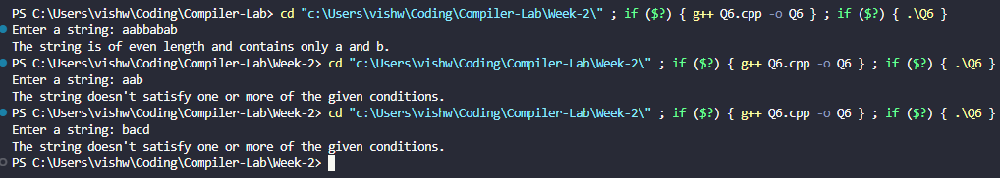 PS C:\Users\vishw\Coding\Compiler-Lab> cd "c:\Users\vishw\Coding\Compiler-Lab\Week-2\" ; if ($?) { g++ Q6.cpp -o Q6 } ; if ($?) { .\Q6 }
Enter a string: aabbabab
The string is of even length and contains only a and b.
PS C:\Users\vishw\Coding\Compiler-Lab\Week-2> cd "c:\Users\vishw\Coding\Compiler-Lab\Week-2\" ; if ($?) { g++ Q6.cpp -o Q6 } ; if ($?) { .\Q6 }
Enter a string: aab
The string doesn't satisfy one or more of the given conditions.
PS C:\Users\vishw\Coding\Compiler-Lab\Week-2> cd "c:\Users\vishw\Coding\Compiler-Lab\Week-2\" ; if ($?) { g++ Q6.cpp -o Q6 } ; if ($?) { .\Q6 }
Enter a string: bacd
The string doesn't satisfy one or more of the given conditions.
PS C:\Users\vishw\Coding\Compiler-Lab\Week-2>